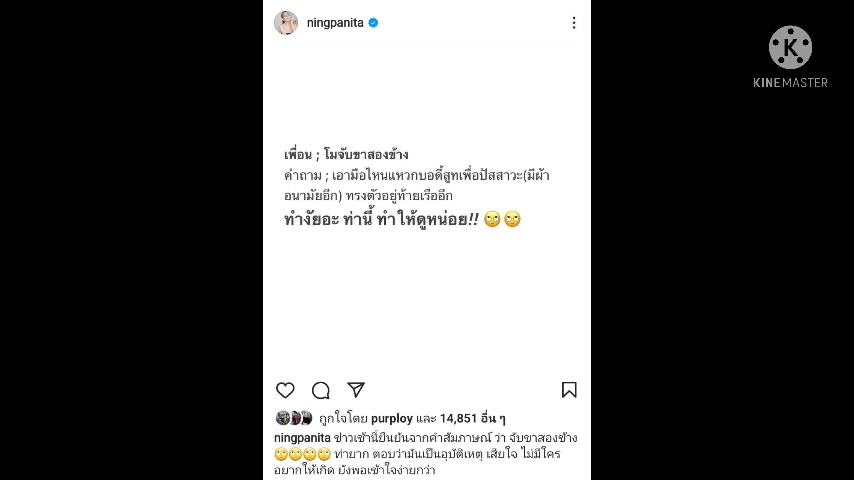 ningpanita
KINEMASTER
เพื่อน ; โมจับขาสองข้าง
คำถาม ; เอามือไหนแหวกบอดี้สูทเพื่อปัสสาวะ(มีผ้า
อนามัยอีก) ทรงตัวอยู่ท้ายเรืออีก
ทำงัยอะ ท่านี้ ทำให้ดูหน่อย!! 🙄🙄
ถูกใจโดย purploy และ 14,851 อื่น ๆ
ningpanita ข่าวเช้านี้ยืนยันจากคำสัมภาษณ์ ว่า จับขาสองข้าง
🙄🙄🙄🙄 ท่ายาก ตอบว่ามันเป็นอุบัติเหตุ เสียใจ ไม่มีใคร
อยากให้เกิด ยังพอเข้าใจง่ายกว่า